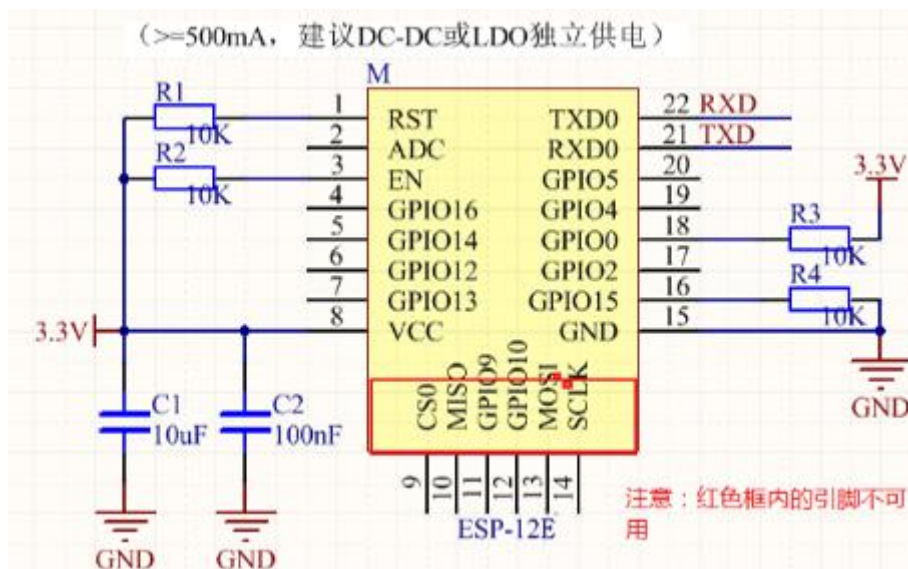 （>=500mA，建议DC-DC或LDO独立供电）
M
R1
10K
R2
10K
1
2
3
4
5
6
7
8
RST
ADC
EN
GPIO16
GPIO14
GPIO12
GPIO13
VCC
TXD0
RXD0
GPIO5
GPIO4
GPIO0
GPIO2
GPIO15
GND
22 RXD
21 TXD
20
19
18
17
16
15
3.3V
R3
10K
R4
10K
GND
3.3V
C1
10uF
C2
100nF
GND
GND
CS0
MISO
GPIO9
GPIO10
MOSI
SCLK
9
10
11
12
13
14
ESP-12E
注意：红色框内的引脚不可
用